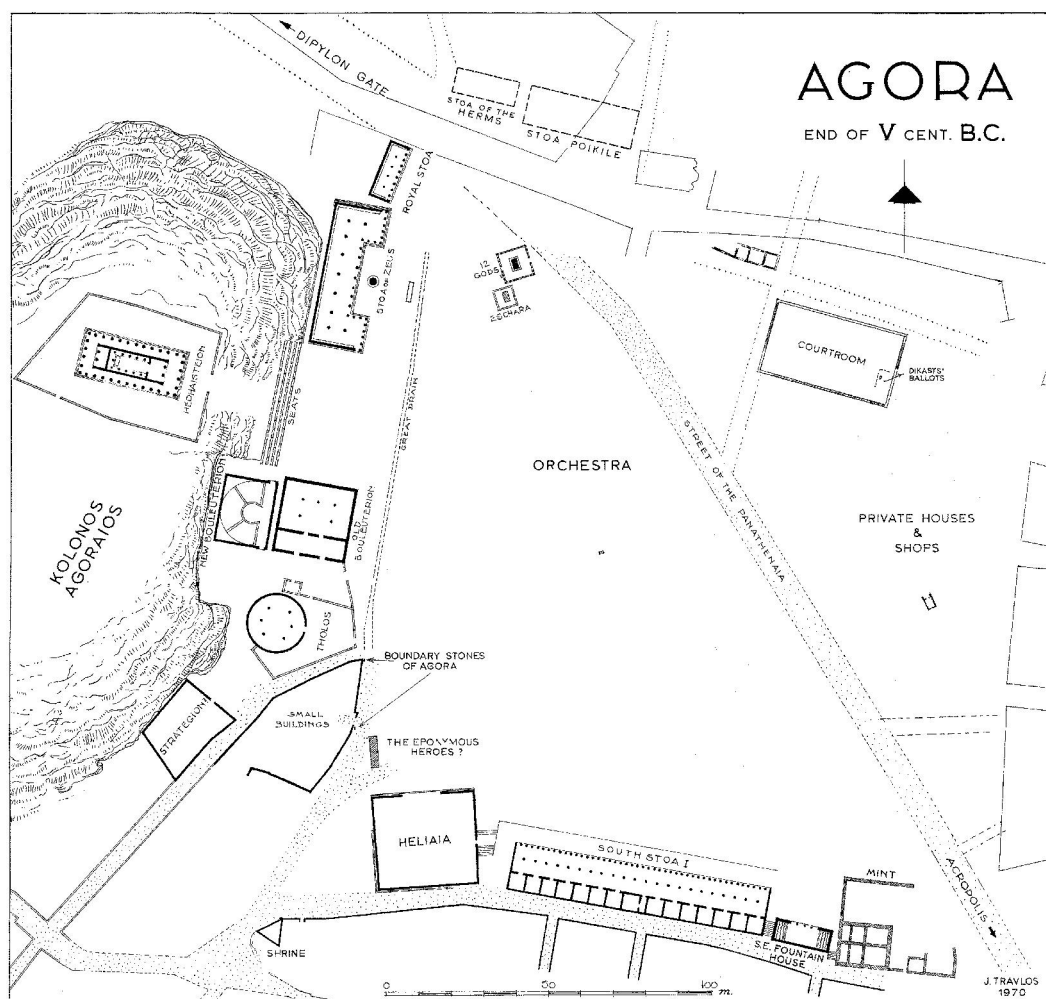 AGORA
END OF V CENT. B.C.
DIPYLON GATE
STOA OF THE
HERMS
STOA POIKILE
ROYAL STOA
STOA OF ZEUS
12
GODS
ESCHARA
COURTROOM
DIKASTS'
BALLOTS
HEPHAISTEION
SEATS
GREAT DRAIN
STREET OF THE PANATHENAIA
ORCHESTRA
KOLONOS
AGORAIOS
NEW BOULEUTERION
OLD
BOULEUTERION
PRIVATE HOUSES
&
SHOPS
THOLOS
BOUNDARY STONES
OF AGORA
STRATEGION?
SMALL
BUILDINGS
THE EPONYMOUS
HEROES ?
HELIAIA
SOUTH STOA I
MINT
ACROPOLIS
SHRINE
S.E. FOUNTAIN
HOUSE
0 50 100 m.
J. TRAVLOS
1970